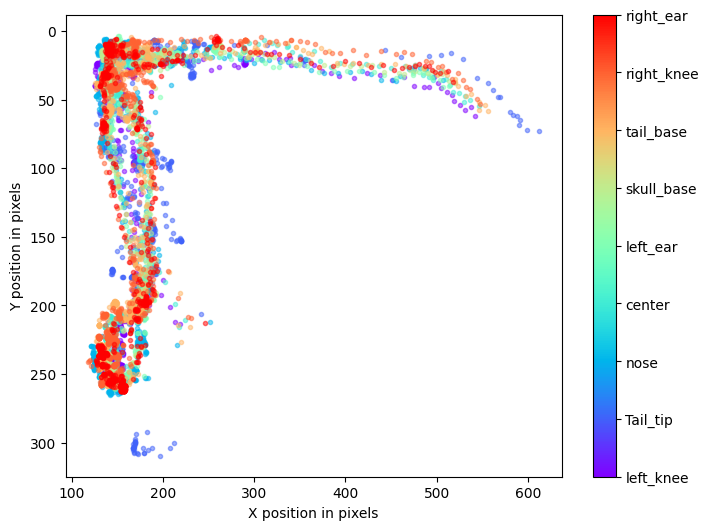 0
50
100
150
200
250
300
Y position in pixels
100
200
300
400
500
600
X position in pixels
right_ear
right_knee
tail_base
skull_base
left_ear
center
nose
Tail_tip
left_knee